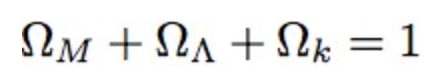 Ω_M + Ω_Λ + Ω_k = 1